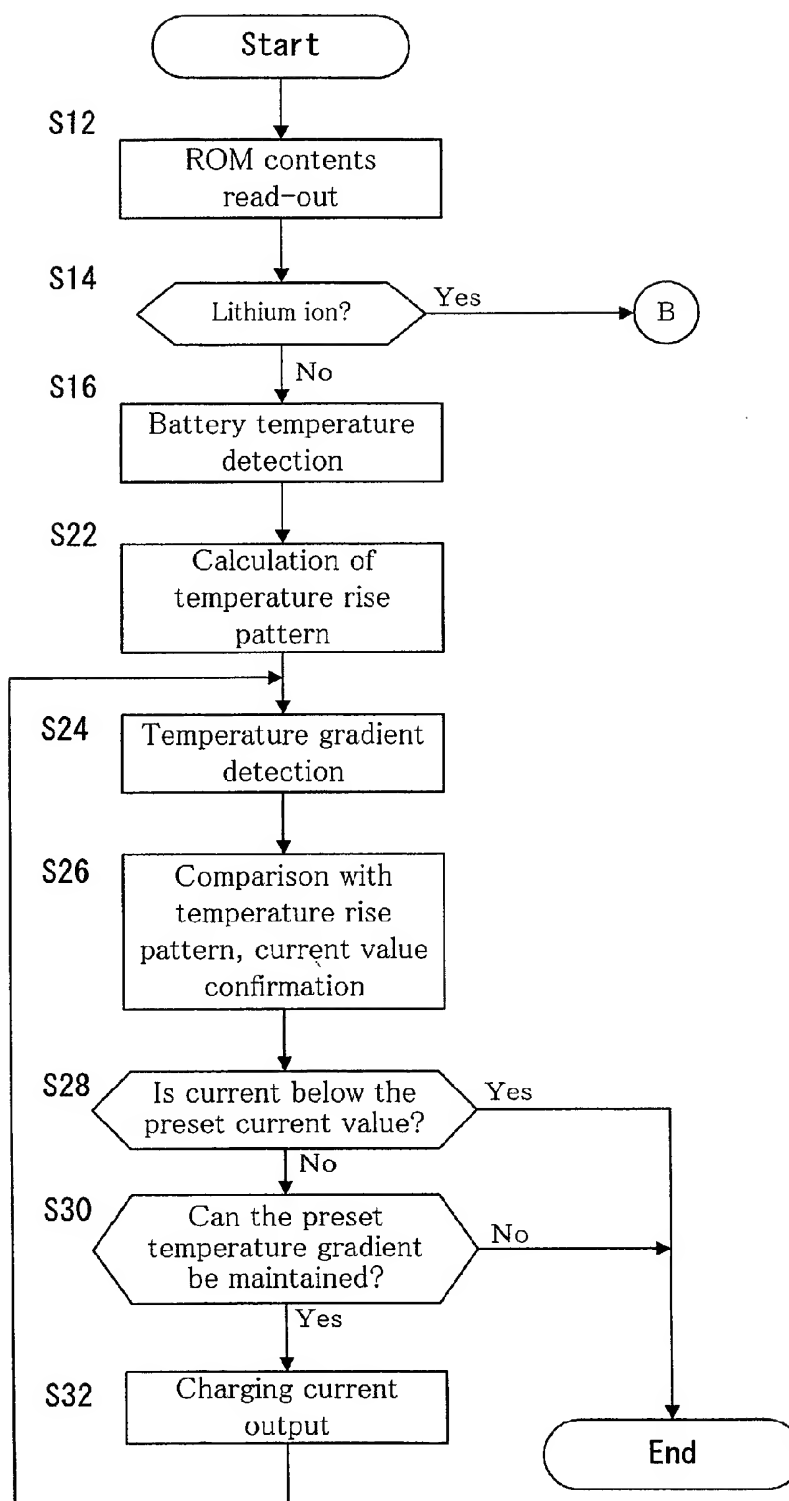 Start
S12
ROM contents
read-out
S14
Lithium ion?
Yes
B
No
S16
Battery temperature
detection
S22
Calculation of
temperature rise
pattern
S24
Temperature gradient
detection
S26
Comparison with
temperature rise
pattern, current value
confirmation
S28
Is current below the
preset current value?
Yes
No
S30
Can the preset
temperature gradient
be maintained?
No
Yes
S32
Charging current
output
End